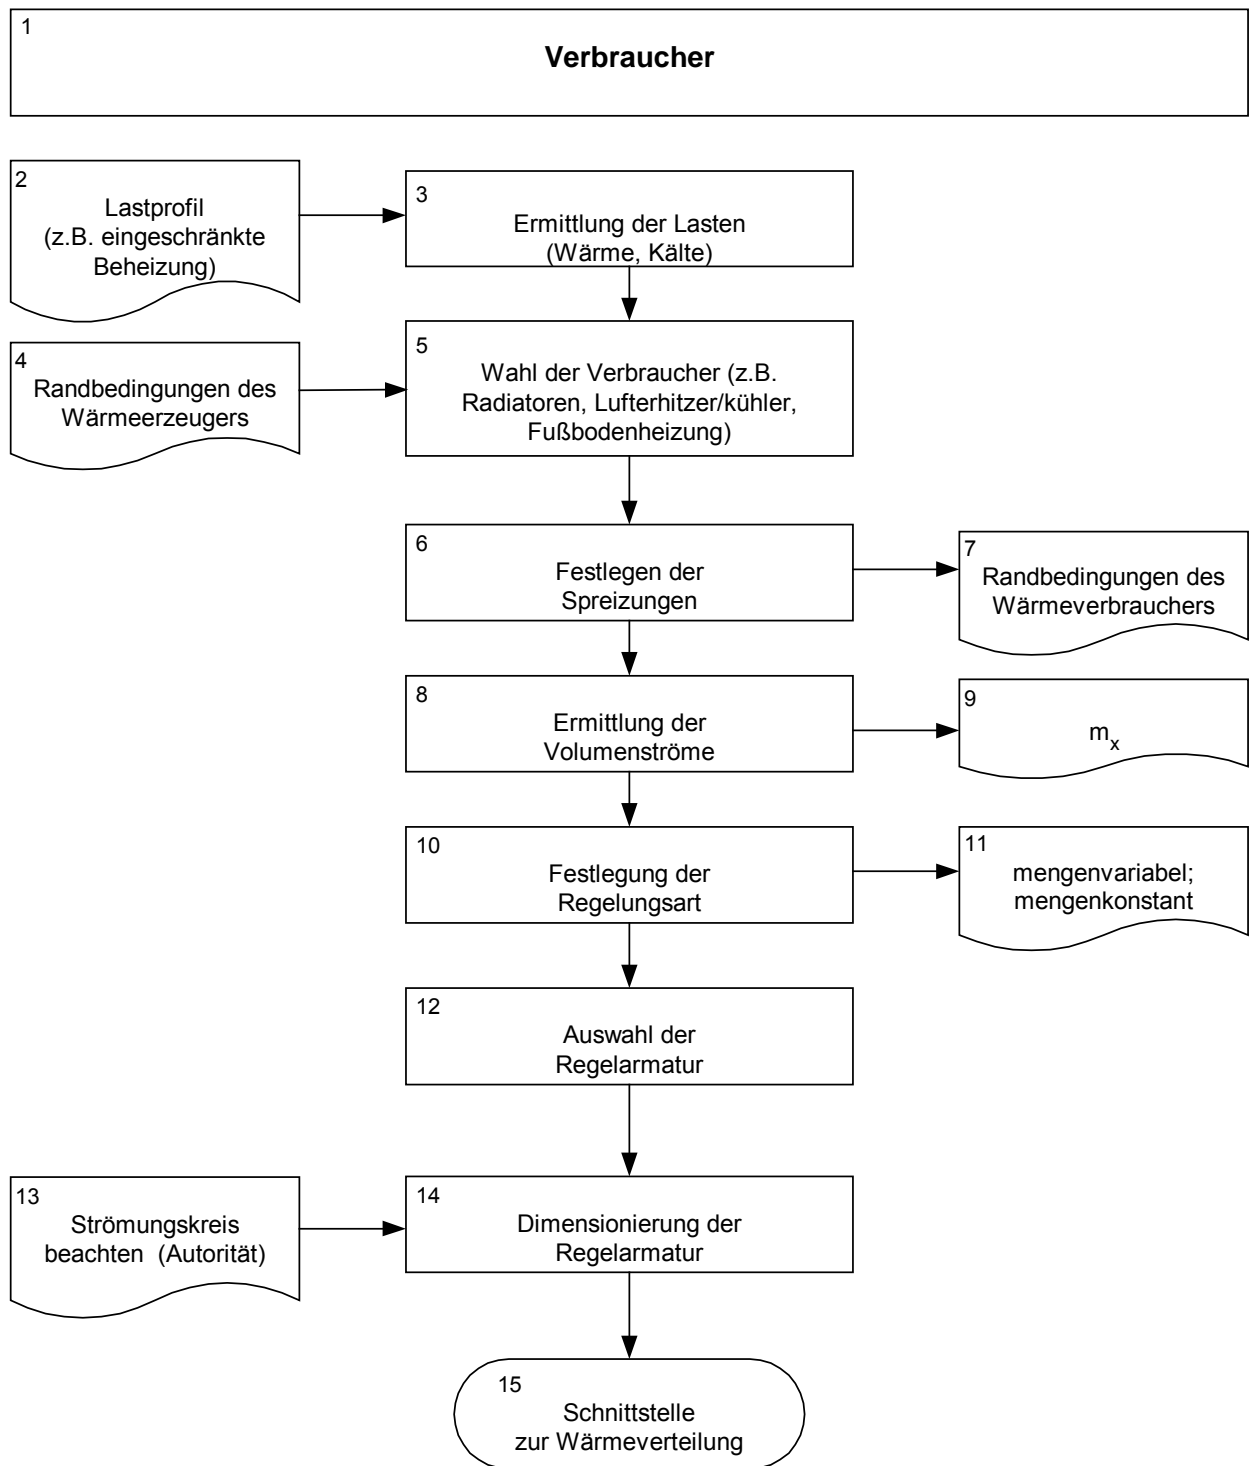 1
Verbraucher
2
Lastprofil
(z.B. eingeschränkte
Beheizung)
3
Ermittlung der Lasten
(Wärme, Kälte)
4
Randbedingungen des
Wärmeerzeugers
5
Wahl der Verbraucher (z.B.
Radiatoren, Lufterhitzer/kühler,
Fußbodenheizung)
6
Festlegen der
Spreizungen
7
Randbedingungen des
Wärmeverbrauchers
8
Ermittlung der
Volumenströme
9
mx
10
Festlegung der
Regelungsart
11
mengenvariabel;
mengenkonstant
12
Auswahl der
Regelarmatur
13
Strömungskreis
beachten (Autorität)
14
Dimensionierung der
Regelarmatur
15
Schnittstelle
zur Wärmeverteilung